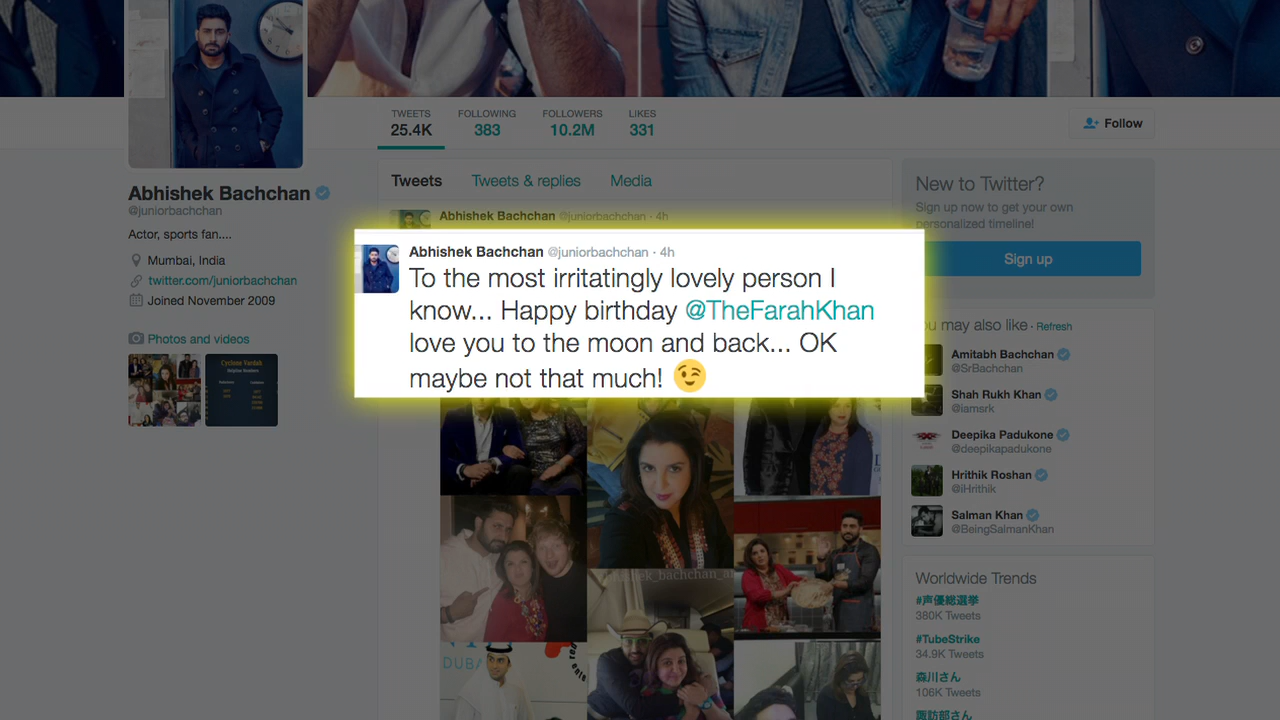 TWEETS
25.4K
FOLLOWING
383
FOLLOWERS
10.2M
LIKES
331
Follow
Abhishek Bachchan
@juniorbachchan
Actor, sports fan....
Mumbai, India
twitter.com/juniorbachchan
Joined November 2009
Photos and videos
Cyclone Vardah
Helpline Numbers
Tweets
Tweets & replies
Media
Abhishek Bachchan @juniorbachchan · 4h
Abhishek Bachchan @juniorbachchan · 4h
To the most irritatingly lovely person I
know... Happy birthday @TheFarahKhan
love you to the moon and back... OK
maybe not that much! 😉
DUBA
New to Twitter?
Sign up now to get your own
personalized timeline!
Sign up
may also like · Refresh
Amitabh Bachchan
@SrBachchan
Shah Rukh Khan
@iamsrk
Deepika Padukone
@deepikapadukone
Hrithik Roshan
@iHrithik
Salman Khan
@BeingSalmanKhan
Worldwide Trends
#声優総選挙
380K Tweets
#TubeStrike
34.9K Tweets
森川さん
106K Tweets
諏訪部さん